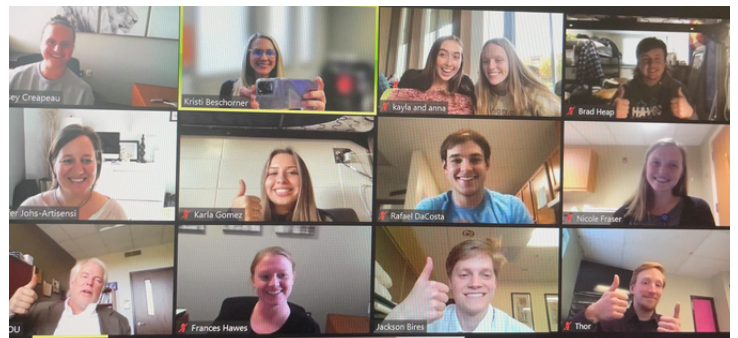 ey Creapeau
Kristi Beschorner
kayla and anna
Brad Heap
fer Johs-Artisensi
Karla Gomez
Rafael DaCosta
Nicole Fraser
OU
Frances Hawes
Jackson Bires
Thor